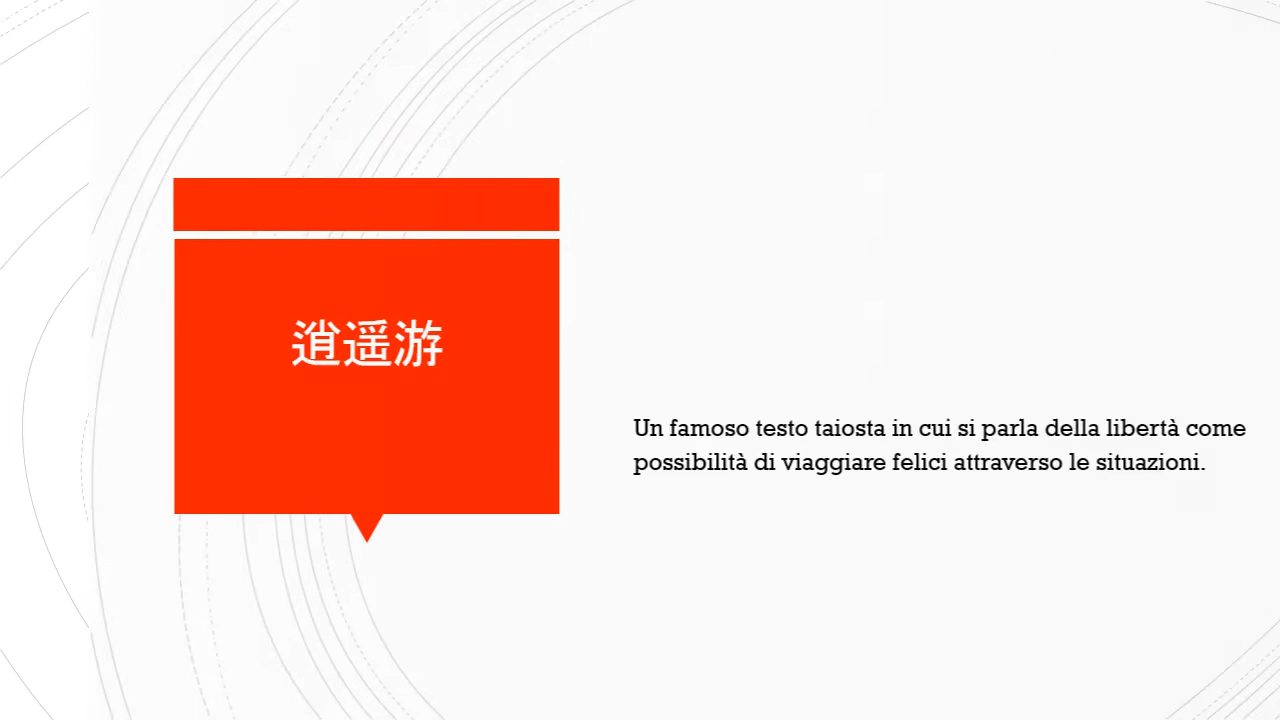 逍遥游
Un famoso testo taiosta in cui si parla della libertà come
possibilità di viaggiare felici attraverso le situazioni.